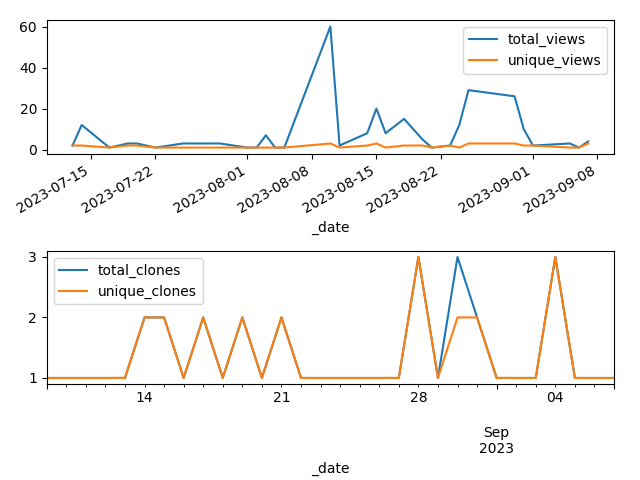 60
40
20
0
total_views
unique_views
2023-07-15
2023-07-22
2023-08-01
2023-08-08
2023-08-15
2023-08-22
2023-09-01
2023-09-08
_date
3
2
1
total_clones
unique_clones
14
21
28
04
Sep
2023
_date